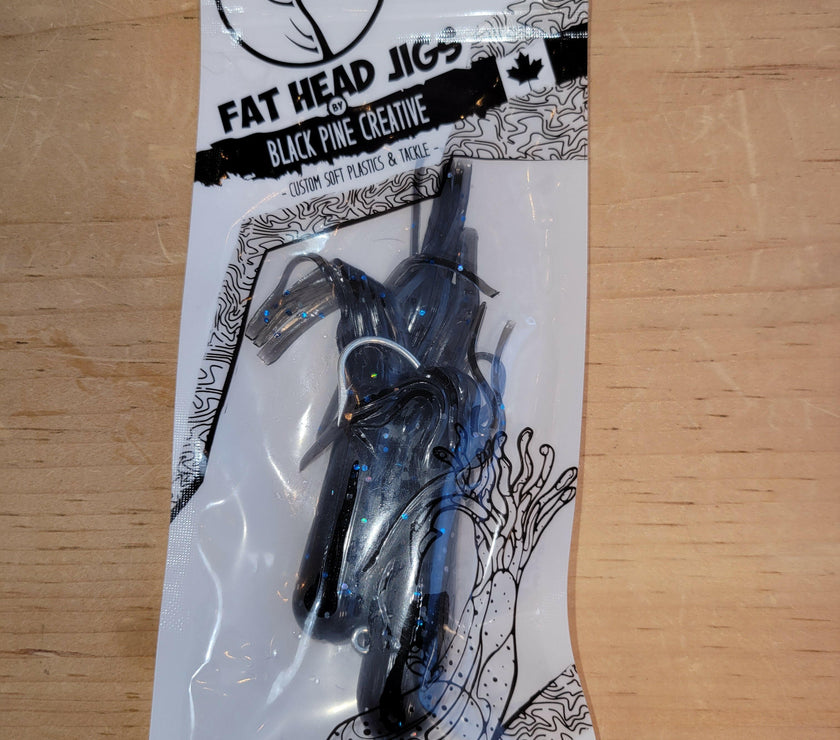 FAT HEAD JIGS
BY
BLACK PINE CREATIVE
- CUSTOM SOFT PLASTICS & TACKLE -